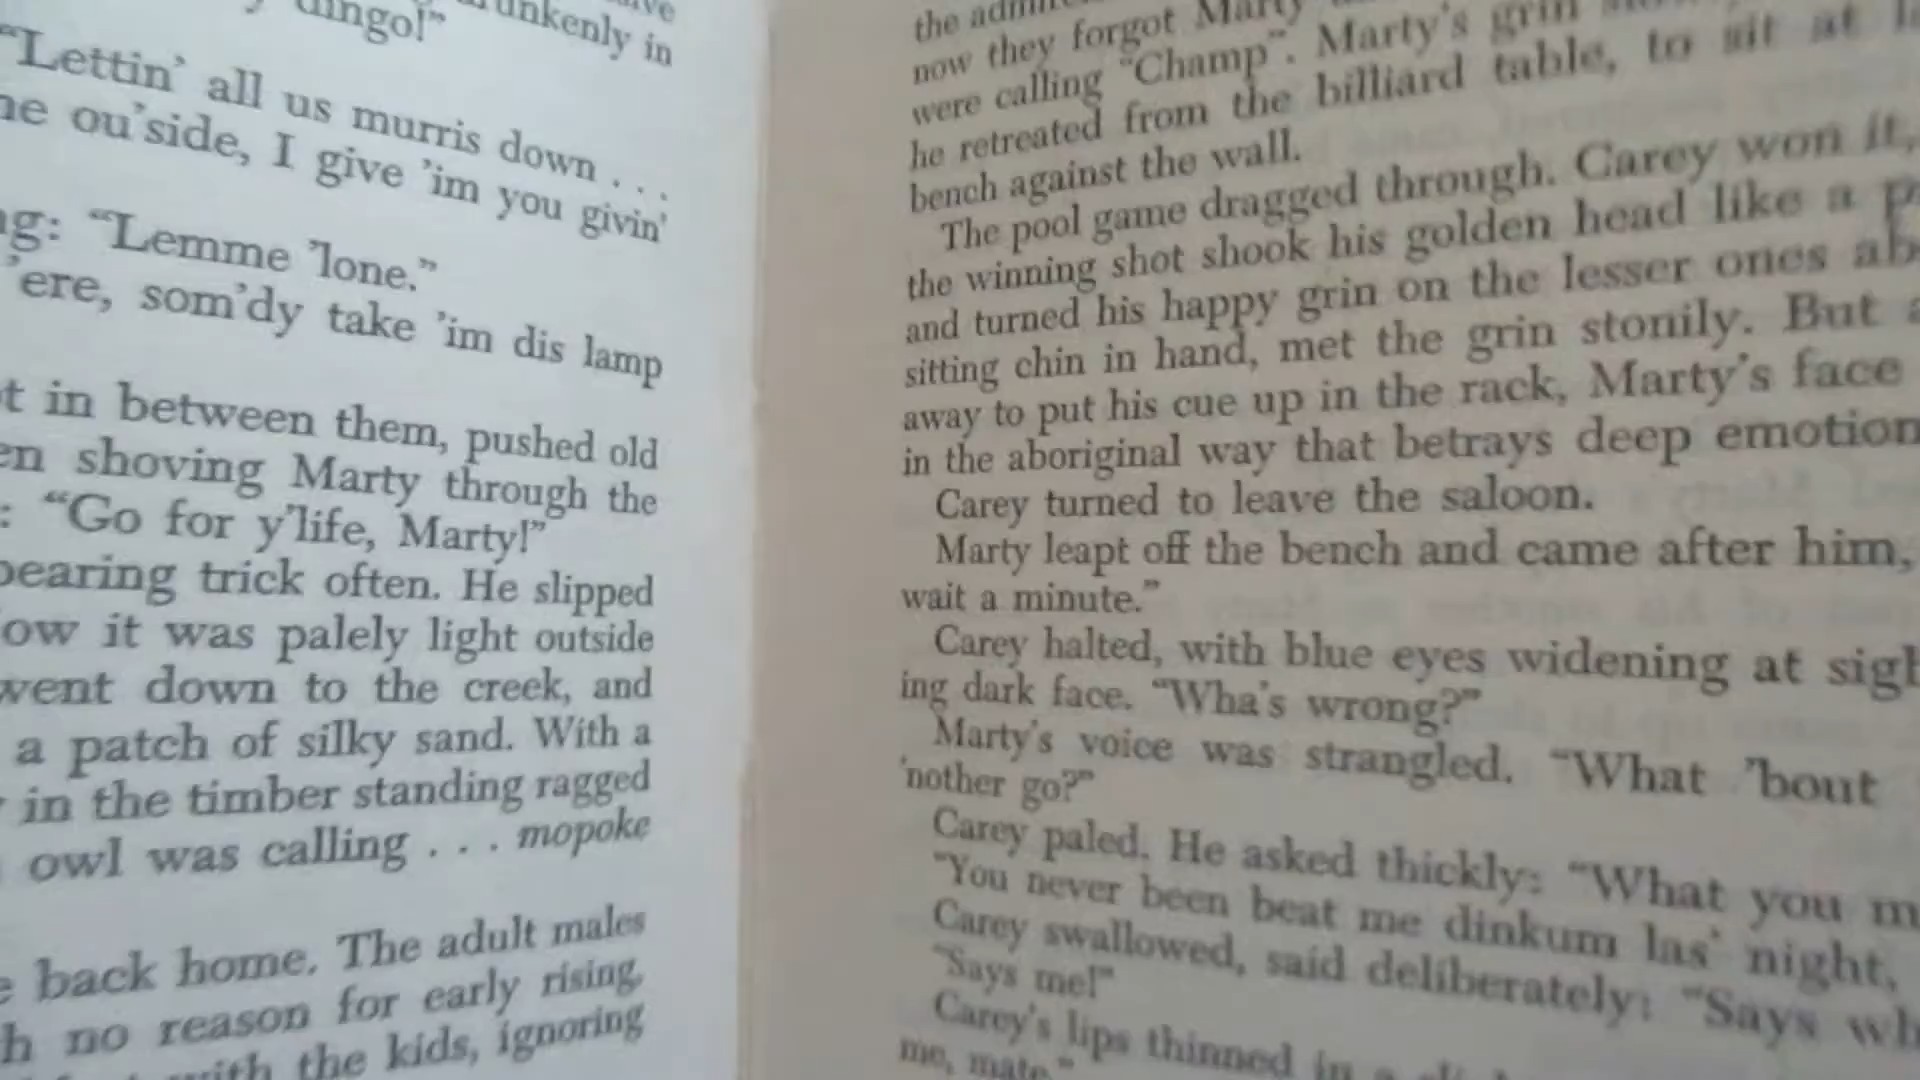 dingo!" drunkenly in
"Lettin' all us murris down . . .
ou'side, I give 'im you givin'
"Lemme 'lone."
'ere, som'dy take 'im dis lamp
in between them, pushed old
shoving Marty through the
: "Go for y'life, Marty!"
trick often. He slipped
it was palely light outside
went down to the creek, and
a patch of silky sand. With a
in the timber standing ragged
owl was calling . . . mopoke
back home. The adult males
no reason for early rising,
with the kids, ignoring
the
now they forgot Marty
were calling "Champ". Marty's grin
he retreated from the billiard table, to sit at
bench against the wall.
The pool game dragged through. Carey won it,
the winning shot shook his golden head like a
and turned his happy grin on the lesser ones
sitting chin in hand, met the grin stonily. But
away to put his cue up in the rack, Marty's face
in the aboriginal way that betrays deep emotion
Carey turned to leave the saloon.
Marty leapt off the bench and came after him,
wait a minute."
Carey halted, with blue eyes widening at
ing dark face. "Wha's wrong?"
Marty's voice was strangled. "What 'bout
'nother go?"
Carey paled. He asked thickly: "What you
"You never been beat me dinkum las' night,
Carey swallowed, said deliberately: "Says
"Says me!"
Carey's lips thinned in a
me, mate."